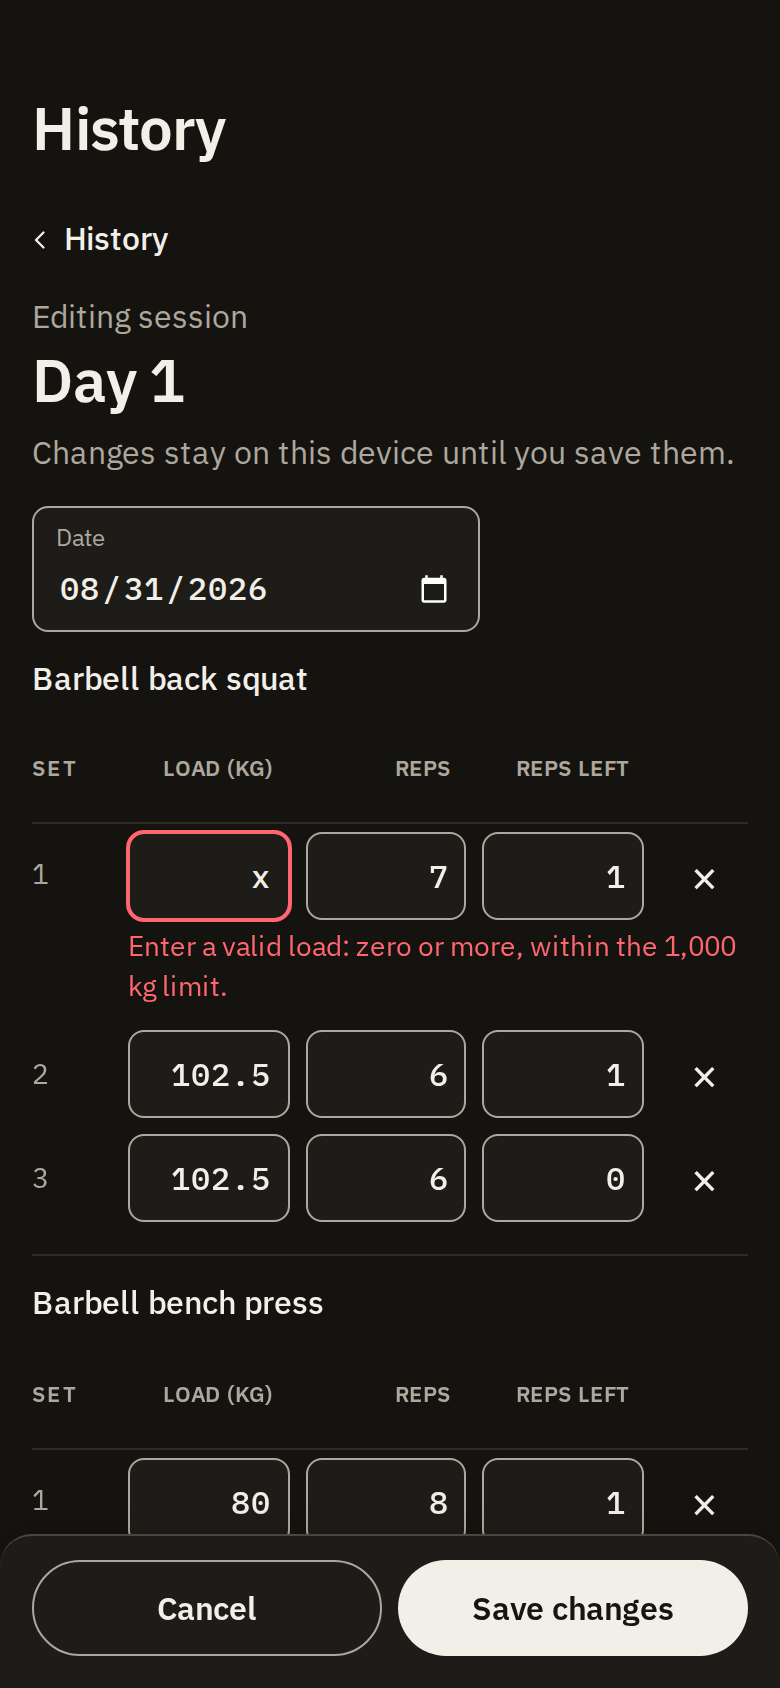 History
History
Editing session
Day 1
Changes stay on this device until you save them.
Date
08/31/2026
Barbell back squat
SET LOAD (KG) REPS REPS LEFT
1 x 7 1 ×
Enter a valid load: zero or more, within the 1,000
kg limit.
2 102.5 6 1 ×
3 102.5 6 0 ×
Barbell bench press
SET LOAD (KG) REPS REPS LEFT
1 80 8 1 ×
Cancel Save changes